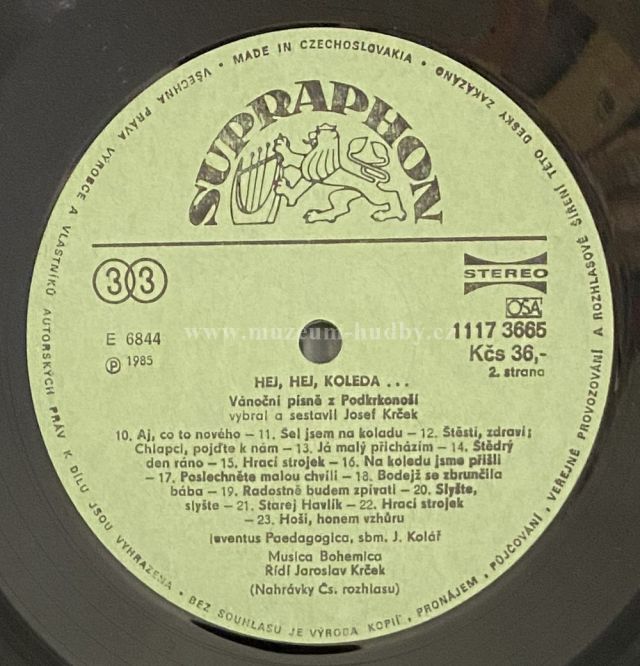 VŠECHNA PRÁVA VÝROBCE A VLASTNÍKŮ AUTORSKÝCH PRÁV K DÍLU JSOU VYHRAZENA • BEZ SOUHLASU JE VÝROBA KOPIÍ, PRONÁJEM, PŮJČOVÁNÍ, VEŘEJNÉ PROVOZOVÁNÍ A ROZHLASOVÉ ŠÍŘENÍ TÉTO DESKY ZAKÁZÁNO • MADE IN CZECHOSLOVAKIA •
SUPRAPHON
33
STEREO
OSA
E 6844
1117 3665
www.muzeum-hudby.cz
Ⓟ 1985
Kčs 36,-
2. strana
HEJ, HEJ, KOLEDA ...
Vánoční písně z Podkrkonoší
vybral a sestavil Josef Krček
10. Aj, co to nového – 11. Šel jsem na koladu – 12. Štěstí, zdraví;
Chlapci, pojďte k nám – 13. Já malý přicházím – 14. Štědrý
den ráno – 15. Hrací strojek – 16. Na koledu jsme přišli
– 17. Poslechněte malou chvíli – 18. Bodejž se zbrunčila
bába – 19. Radostně budem zpívati – 20. Slyšte,
slyšte – 21. Starej Havlík – 22. Hrací strojek
– 23. Hoši, honem vzhůru
Iuventus Paedagogica, sbm. J. Kolář
Musica Bohemica
Řídí Jaroslav Krček
(Nahrávky Čs. rozhlasu)